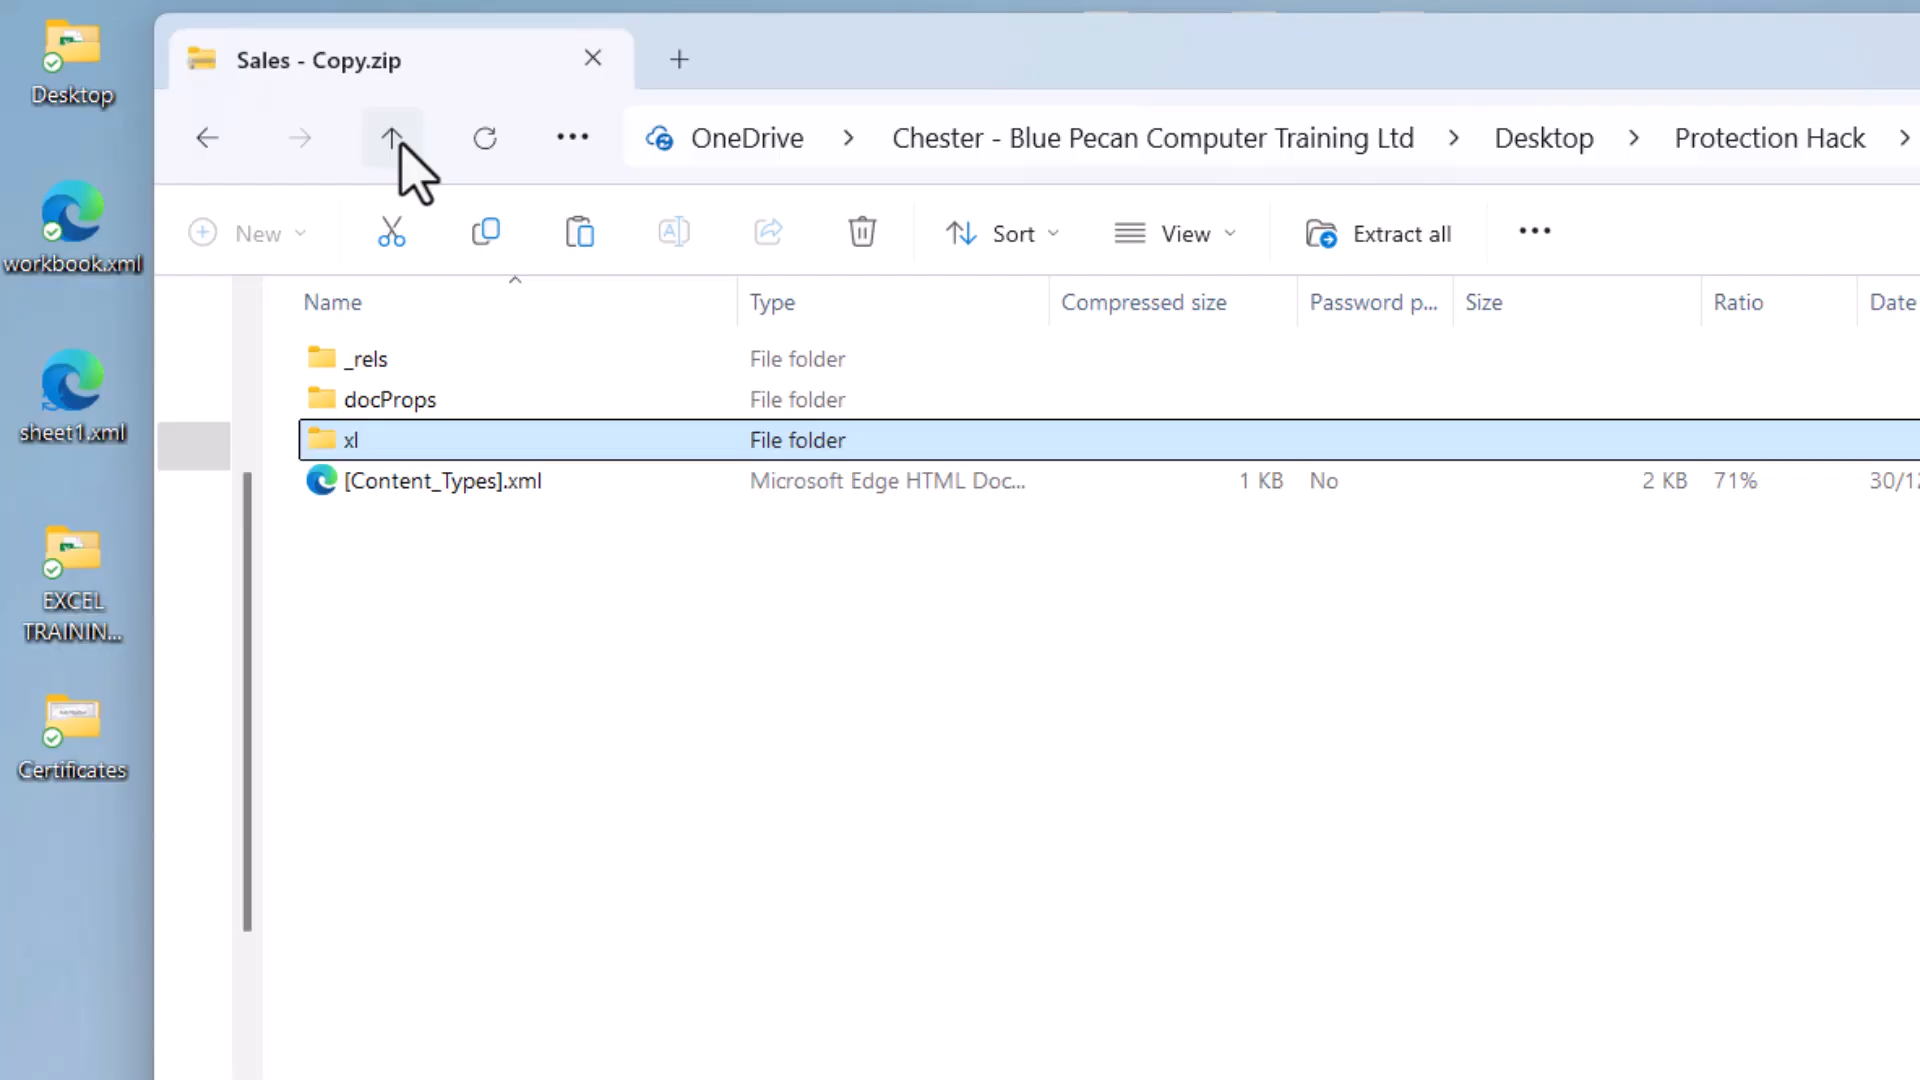 Desktop
workbook.xml
sheet1.xml
EXCEL
TRAININ...
Certificates
Sales - Copy.zip
OneDrive > Chester - Blue Pecan Computer Training Ltd > Desktop > Protection Hack >
New
Sort
View
Extract all
Name Type Compressed size Password p... Size Ratio Date
_rels File folder
docProps File folder
xl File folder
[Content_Types].xml Microsoft Edge HTML Doc... 1 KB No 2 KB 71% 30/12